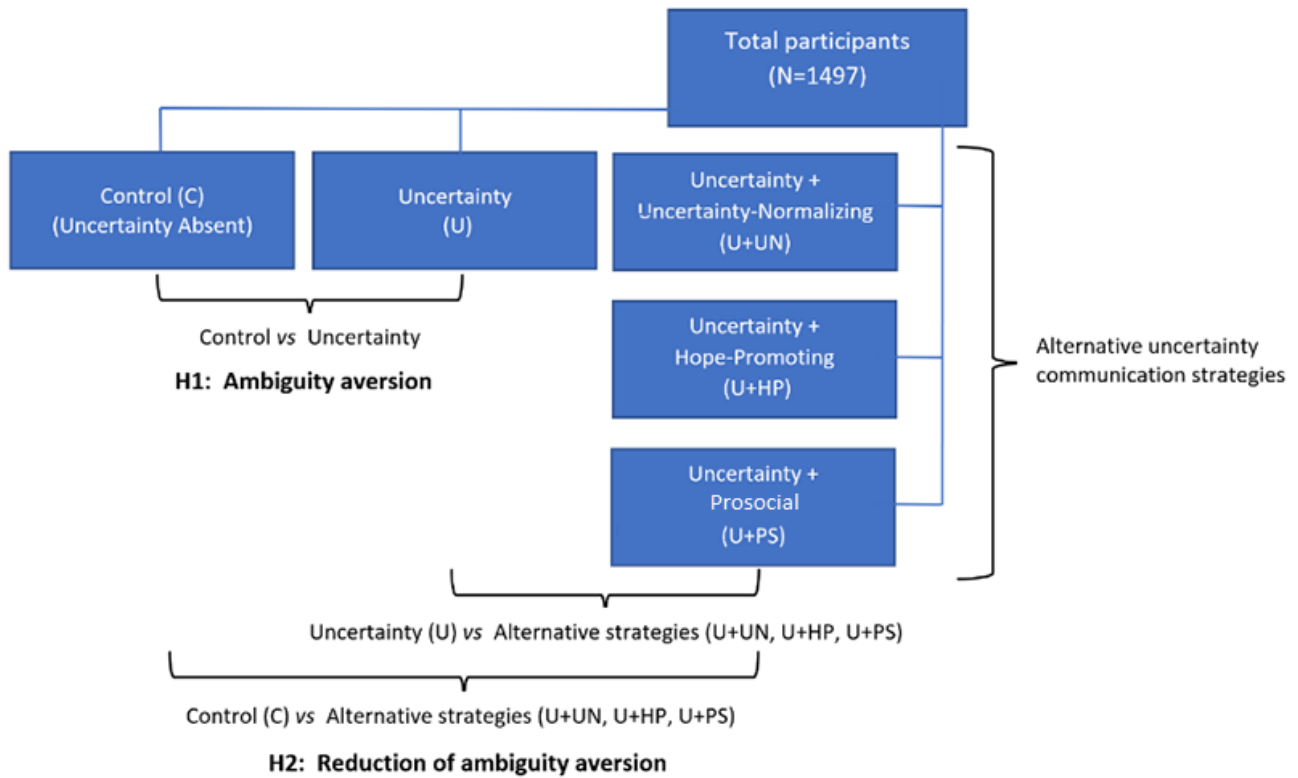 Total participants
(N=1497)
Control (C)
(Uncertainty Absent)
Uncertainty
(U)
Uncertainty +
Uncertainty-Normalizing
(U+UN)
Control vs Uncertainty
H1: Ambiguity aversion
Uncertainty +
Hope-Promoting
(U+HP)
Alternative uncertainty
communication strategies
Uncertainty +
Prosocial
(U+PS)
Uncertainty (U) vs Alternative strategies (U+UN, U+HP, U+PS)
Control (C) vs Alternative strategies (U+UN, U+HP, U+PS)
H2: Reduction of ambiguity aversion